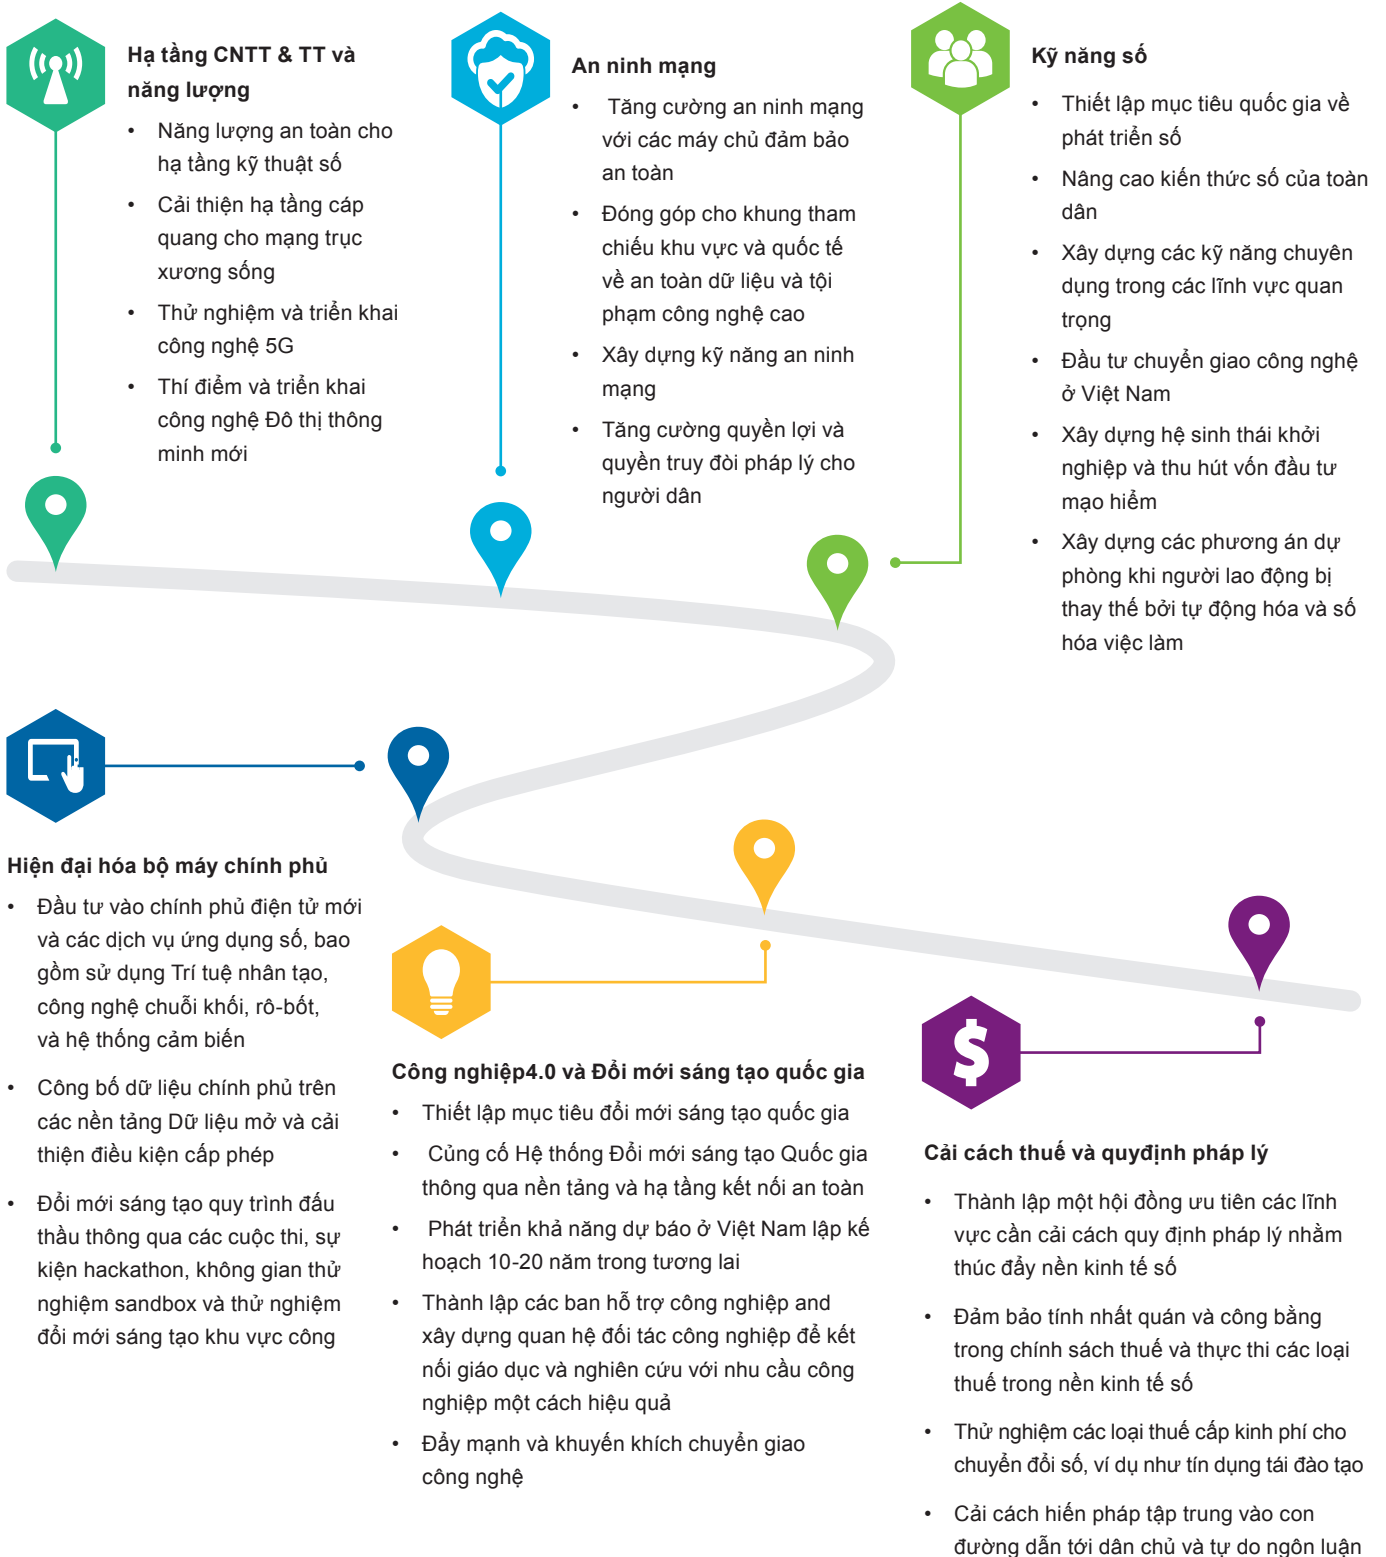 Hạ tầng CNTT & TT và
năng lượng
• Năng lượng an toàn cho
hạ tầng kỹ thuật số
• Cải thiện hạ tầng cáp
quang cho mạng trục
xương sống
• Thử nghiệm và triển khai
công nghệ 5G
• Thí điểm và triển khai
công nghệ Đô thị thông
minh mới
An ninh mạng
• Tăng cường an ninh mạng
với các máy chủ đảm bảo
an toàn
• Đóng góp cho khung tham
chiếu khu vực và quốc tế
về an toàn dữ liệu và tội
phạm công nghệ cao
• Xây dựng kỹ năng an ninh
mạng
• Tăng cường quyền lợi và
quyền truy đòi pháp lý cho
người dân
Kỹ năng số
• Thiết lập mục tiêu quốc gia về
phát triển số
• Nâng cao kiến thức số của toàn
dân
• Xây dựng các kỹ năng chuyên
dụng trong các lĩnh vực quan
trọng
• Đầu tư chuyển giao công nghệ
ở Việt Nam
• Xây dựng hệ sinh thái khởi
nghiệp và thu hút vốn đầu tư
mạo hiểm
• Xây dựng các phương án dự
phòng khi người lao động bị
thay thế bởi tự động hóa và số
hóa việc làm
Hiện đại hóa bộ máy chính phủ
• Đầu tư vào chính phủ điện tử mới
và các dịch vụ ứng dụng số, bao
gồm sử dụng Trí tuệ nhân tạo,
công nghệ chuỗi khối, rô-bốt,
và hệ thống cảm biến
• Công bố dữ liệu chính phủ trên
các nền tảng Dữ liệu mở và cải
thiện điều kiện cấp phép
• Đổi mới sáng tạo quy trình đấu
thầu thông qua các cuộc thi, sự
kiện hackathon, không gian thử
nghiệm sandbox và thử nghiệm
đổi mới sáng tạo khu vực công
Công nghiệp4.0 và Đổi mới sáng tạo quốc gia
• Thiết lập mục tiêu đổi mới sáng tạo quốc gia
• Củng cố Hệ thống Đổi mới sáng tạo Quốc gia
thông qua nền tảng và hạ tầng kết nối an toàn
• Phát triển khả năng dự báo ở Việt Nam lập kế
hoạch 10-20 năm trong tương lai
• Thành lập các ban hỗ trợ công nghiệp and
xây dựng quan hệ đối tác công nghiệp để kết
nối giáo dục và nghiên cứu với nhu cầu công
nghiệp một cách hiệu quả
• Đẩy mạnh và khuyến khích chuyển giao
công nghệ
$
Cải cách thuế và quyđịnh pháp lý
• Thành lập một hội đồng ưu tiên các lĩnh
vực cần cải cách quy định pháp lý nhằm
thúc đẩy nền kinh tế số
• Đảm bảo tính nhất quán và công bằng
trong chính sách thuế và thực thi các loại
thuế trong nền kinh tế số
• Thử nghiệm các loại thuế cấp kinh phí cho
chuyển đổi số, ví dụ như tín dụng tái đào tạo
• Cải cách hiến pháp tập trung vào con
đường dẫn tới dân chủ và tự do ngôn luận